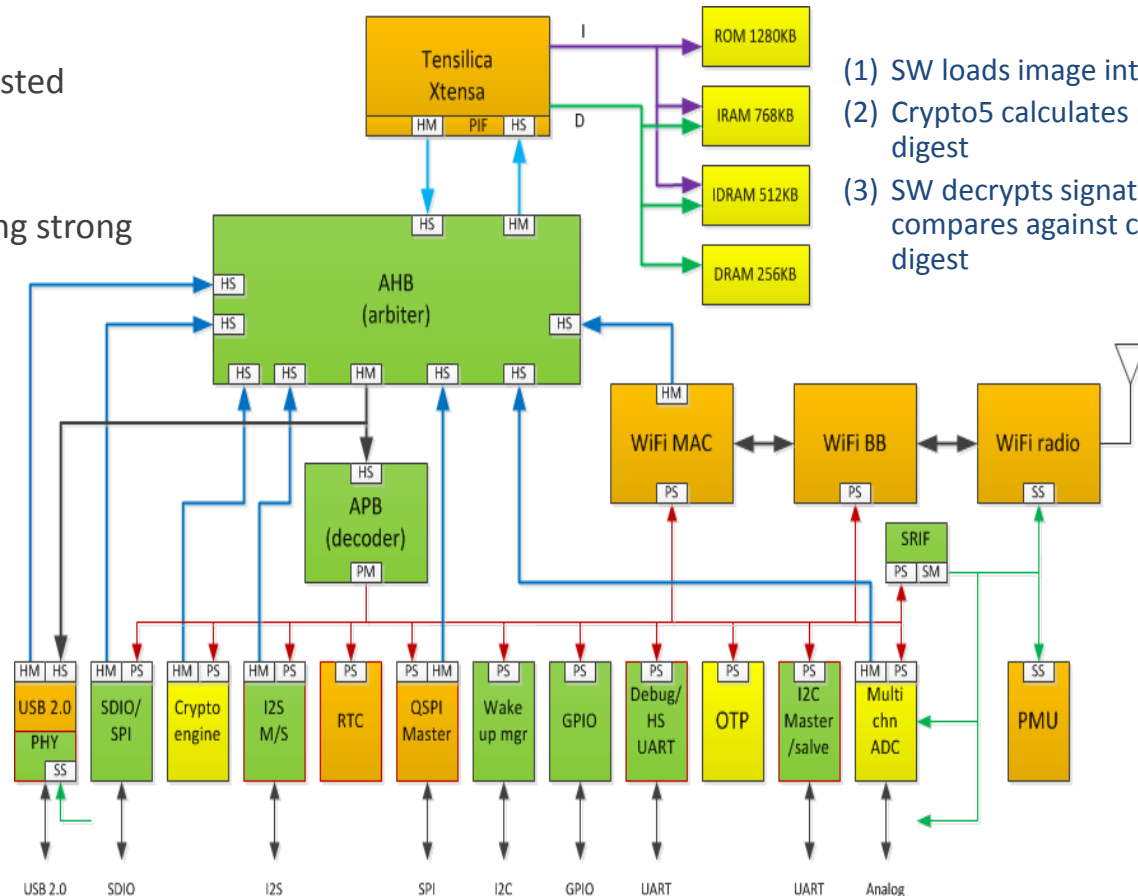 sted
ng strong
Tensilica
Xtensa
HM PIF HS
I
D
ROM 1280KB
IRAM 768KB
IDRAM 512KB
DRAM 256KB
(1) SW loads image int
(2) Crypto5 calculates
digest
(3) SW decrypts signat
compares against c
digest
HS HM
HS
HS
AHB
(arbiter)
HS
HS HS HM HS HS
HS
APB
(decoder)
PM
HM
WiFi MAC
PS
WiFi BB
PS
WiFi radio
SS
SRIF
PS SM
HM HS
USB 2.0
PHY
SS
HM PS
SDIO/
SPI
HM PS
Crypto
engine
HM PS
I2S
M/S
PS
RTC
PS HM
QSPI
Master
PS
Wake
up mgr
PS
GPIO
PS
Debug/
HS
UART
PS
OTP
PS
I2C
Master
/salve
HM PS
Multi
chn
ADC
SS
PMU
USB 2.0 SDIO I2S SPI I2C GPIO UART UART Analog